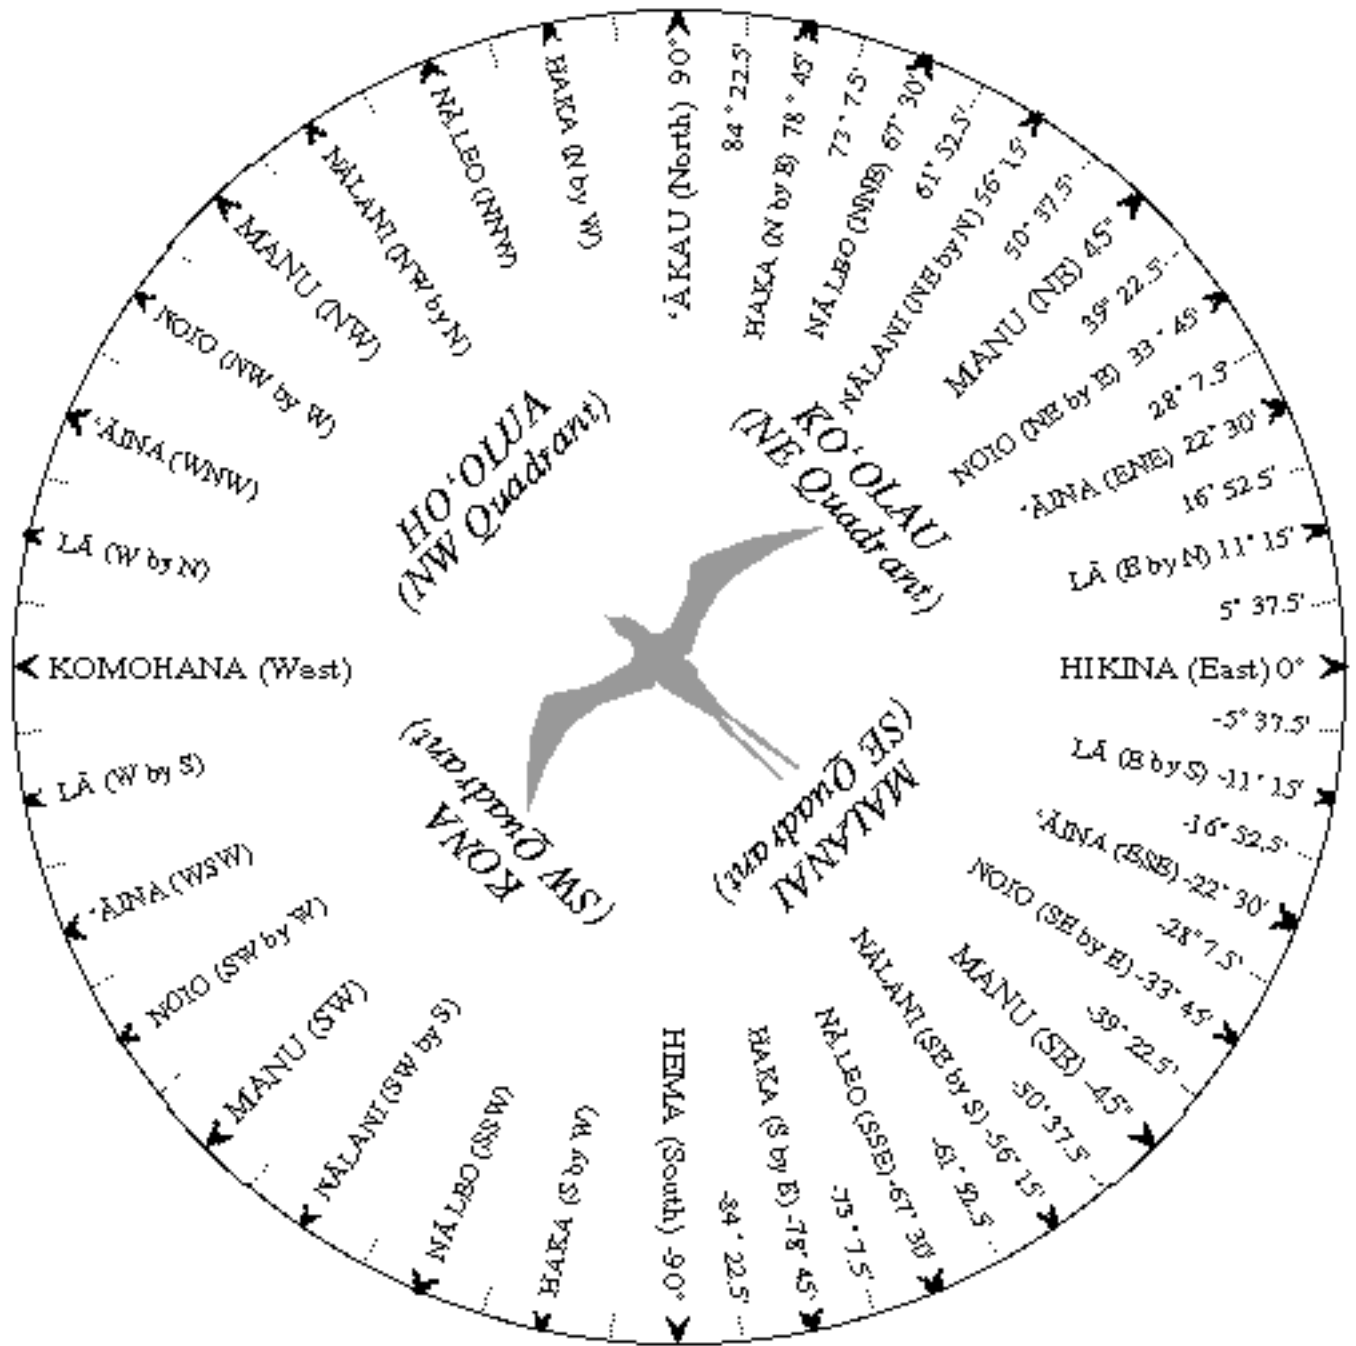 ʻĀKAU (North) 90°
84° 22.5'
HAKA (N by E) 78° 45'
73° 7.5'
NĀ LEO (NNE) 67° 30'
61° 52.5'
NĀLANI (NE by N) 56° 15'
50° 37.5'
MANU (NE) 45°
39° 22.5'
NOIO (NE by E) 33° 45'
28° 7.5'
ʻĀINA (ENE) 22° 30'
16° 52.5'
LĀ (E by N) 11° 15'
5° 37.5'
HIKINA (East) 0°
-5° 37.5'
LĀ (E by S) -11° 15'
-16° 52.5'
ʻĀINA (ESE) -22° 30'
-28° 7.5'
NOIO (SE by E) -33° 45'
-39° 22.5'
MANU (SE) -45°
-50° 37.5'
NĀLANI (SE by S) -56° 15'
-61° 52.5'
NĀ LEO (SSE) -67° 30'
-73° 7.5'
HAKA (S by E) -78° 45'
-84° 22.5'
HEMA (South) -90°
HAKA (S by W)
NĀ LEO (SSW)
NĀLANI (SW by S)
MANU (SW)
NOIO (SW by W)
ʻĀINA (WSW)
LĀ (W by S)
KOMOHANA (West)
LĀ (W by N)
ʻĀINA (WNW)
NOIO (NW by W)
MANU (NW)
NĀLANI (NW by N)
NĀ LEO (NNW)
HAKA (N by W)
HOʻOLUA
(NW Quadrant)
KOʻOLAU
(NE Quadrant)
MALANAI
(SE Quadrant)
KONA
(SW Quadrant)